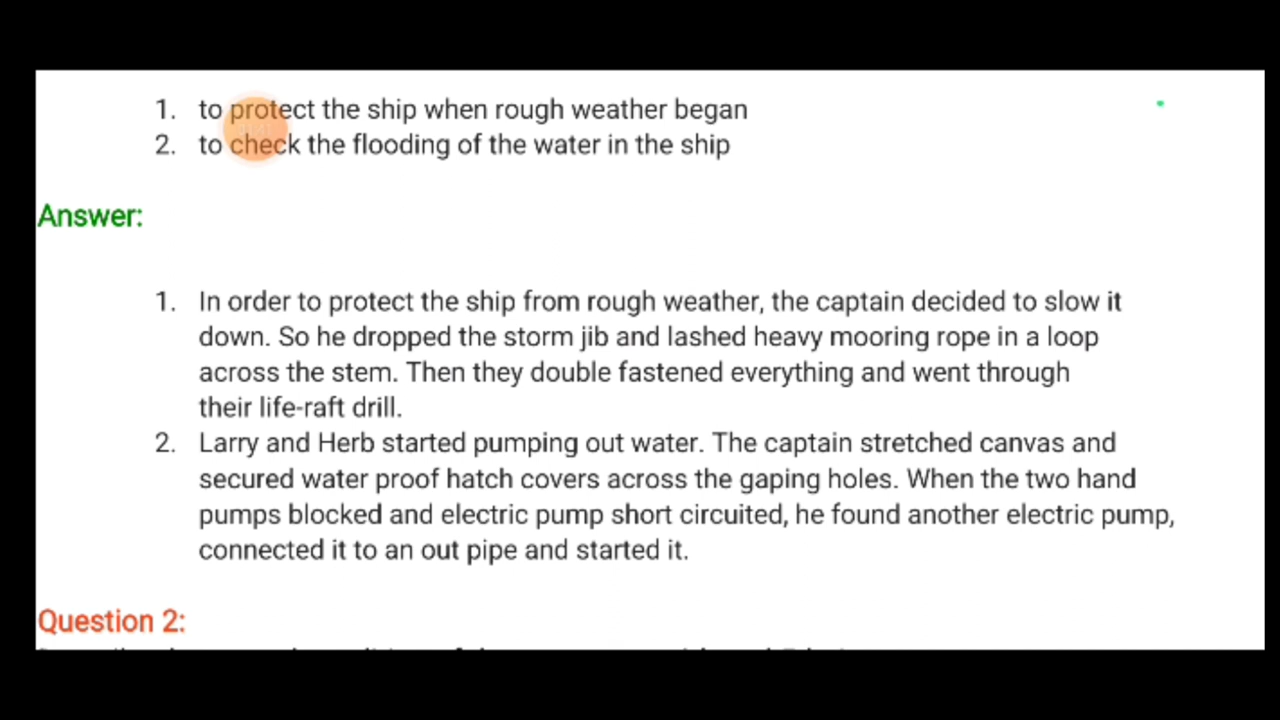 1. to protect the ship when rough weather began
2. to check the flooding of the water in the ship
Answer:
1. In order to protect the ship from rough weather, the captain decided to slow it
down. So he dropped the storm jib and lashed heavy mooring rope in a loop
across the stem. Then they double fastened everything and went through
their life-raft drill.
2. Larry and Herb started pumping out water. The captain stretched canvas and
secured water proof hatch covers across the gaping holes. When the two hand
pumps blocked and electric pump short circuited, he found another electric pump,
connected it to an out pipe and started it.
Question 2: